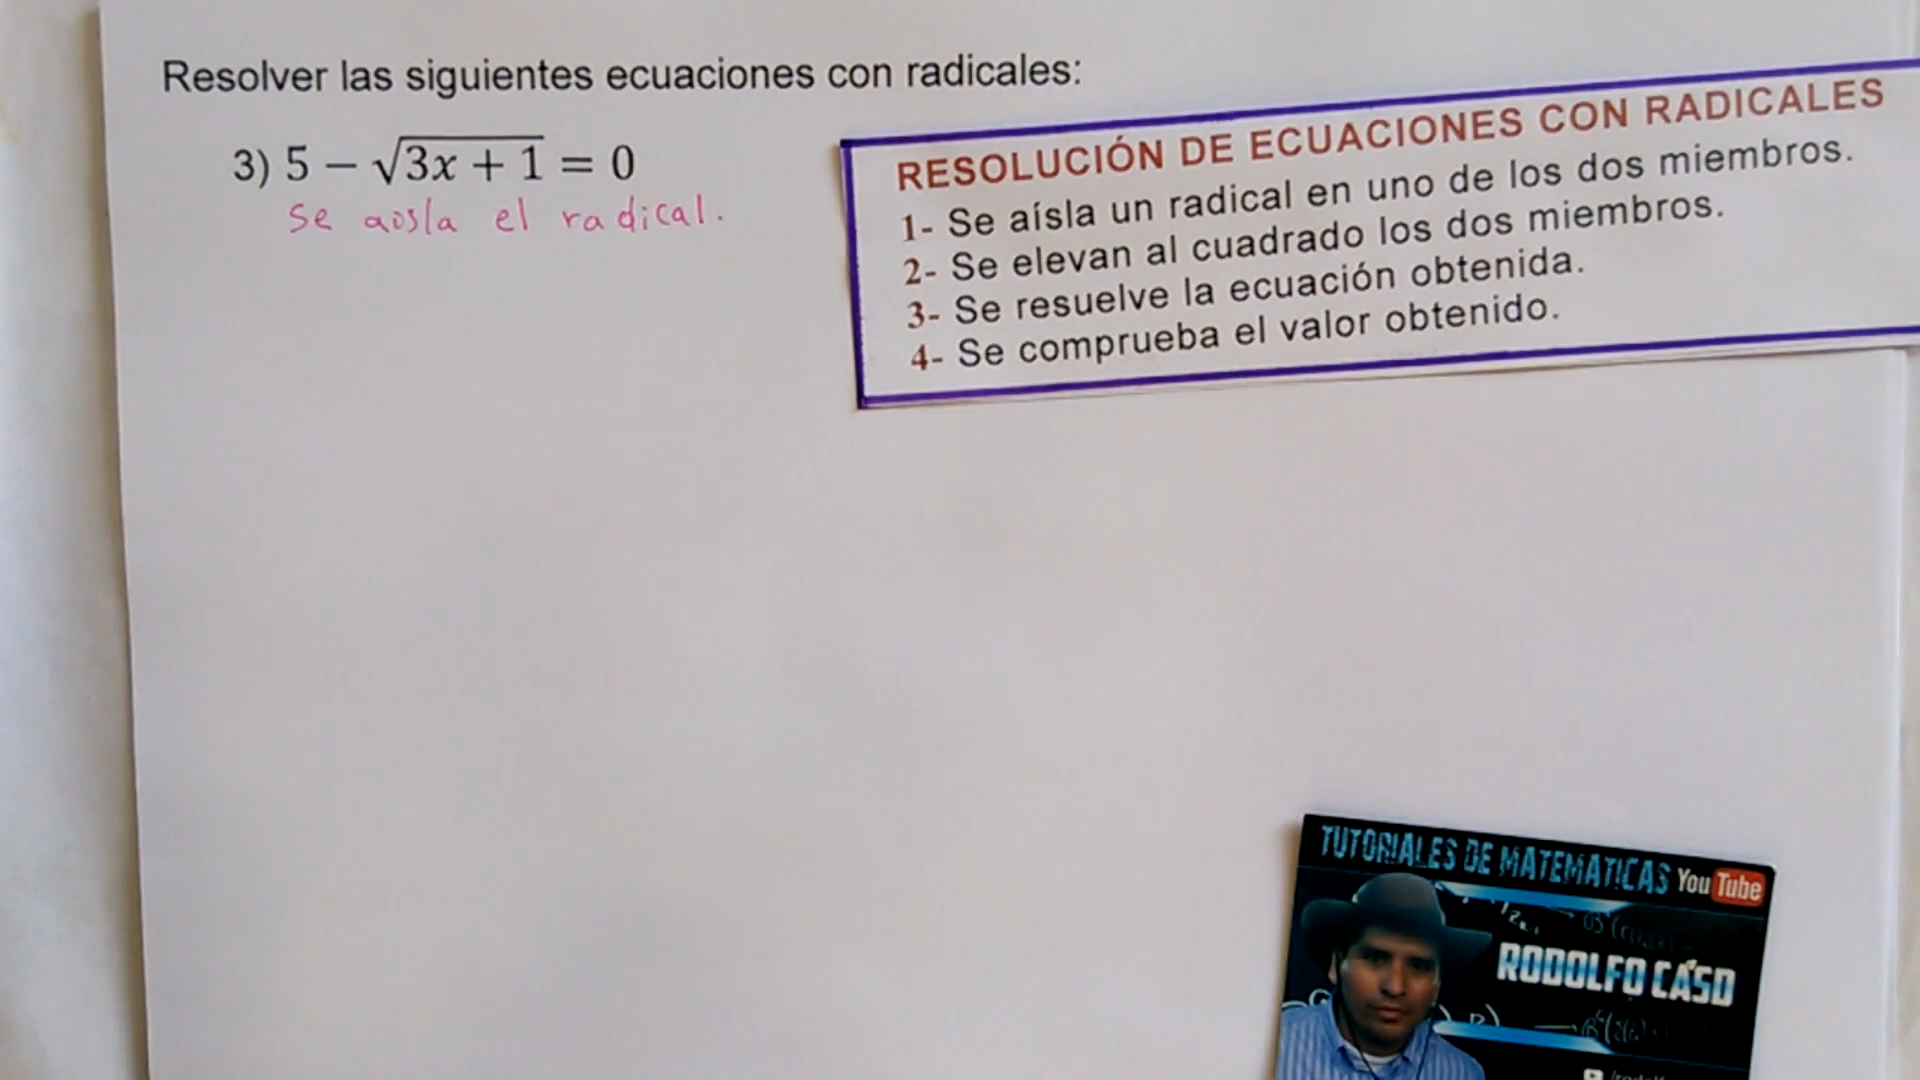 Resolver las siguientes ecuaciones con radicales:
3) 5 − √3x + 1 = 0
Se aisla el radical.
RESOLUCIÓN DE ECUACIONES CON RADICALES
1- Se aísla un radical en uno de los dos miembros.
2- Se elevan al cuadrado los dos miembros.
3- Se resuelve la ecuación obtenida.
4- Se comprueba el valor obtenido.
TUTORIALES DE MATEMATICAS YouTube
RODOLFO CASD